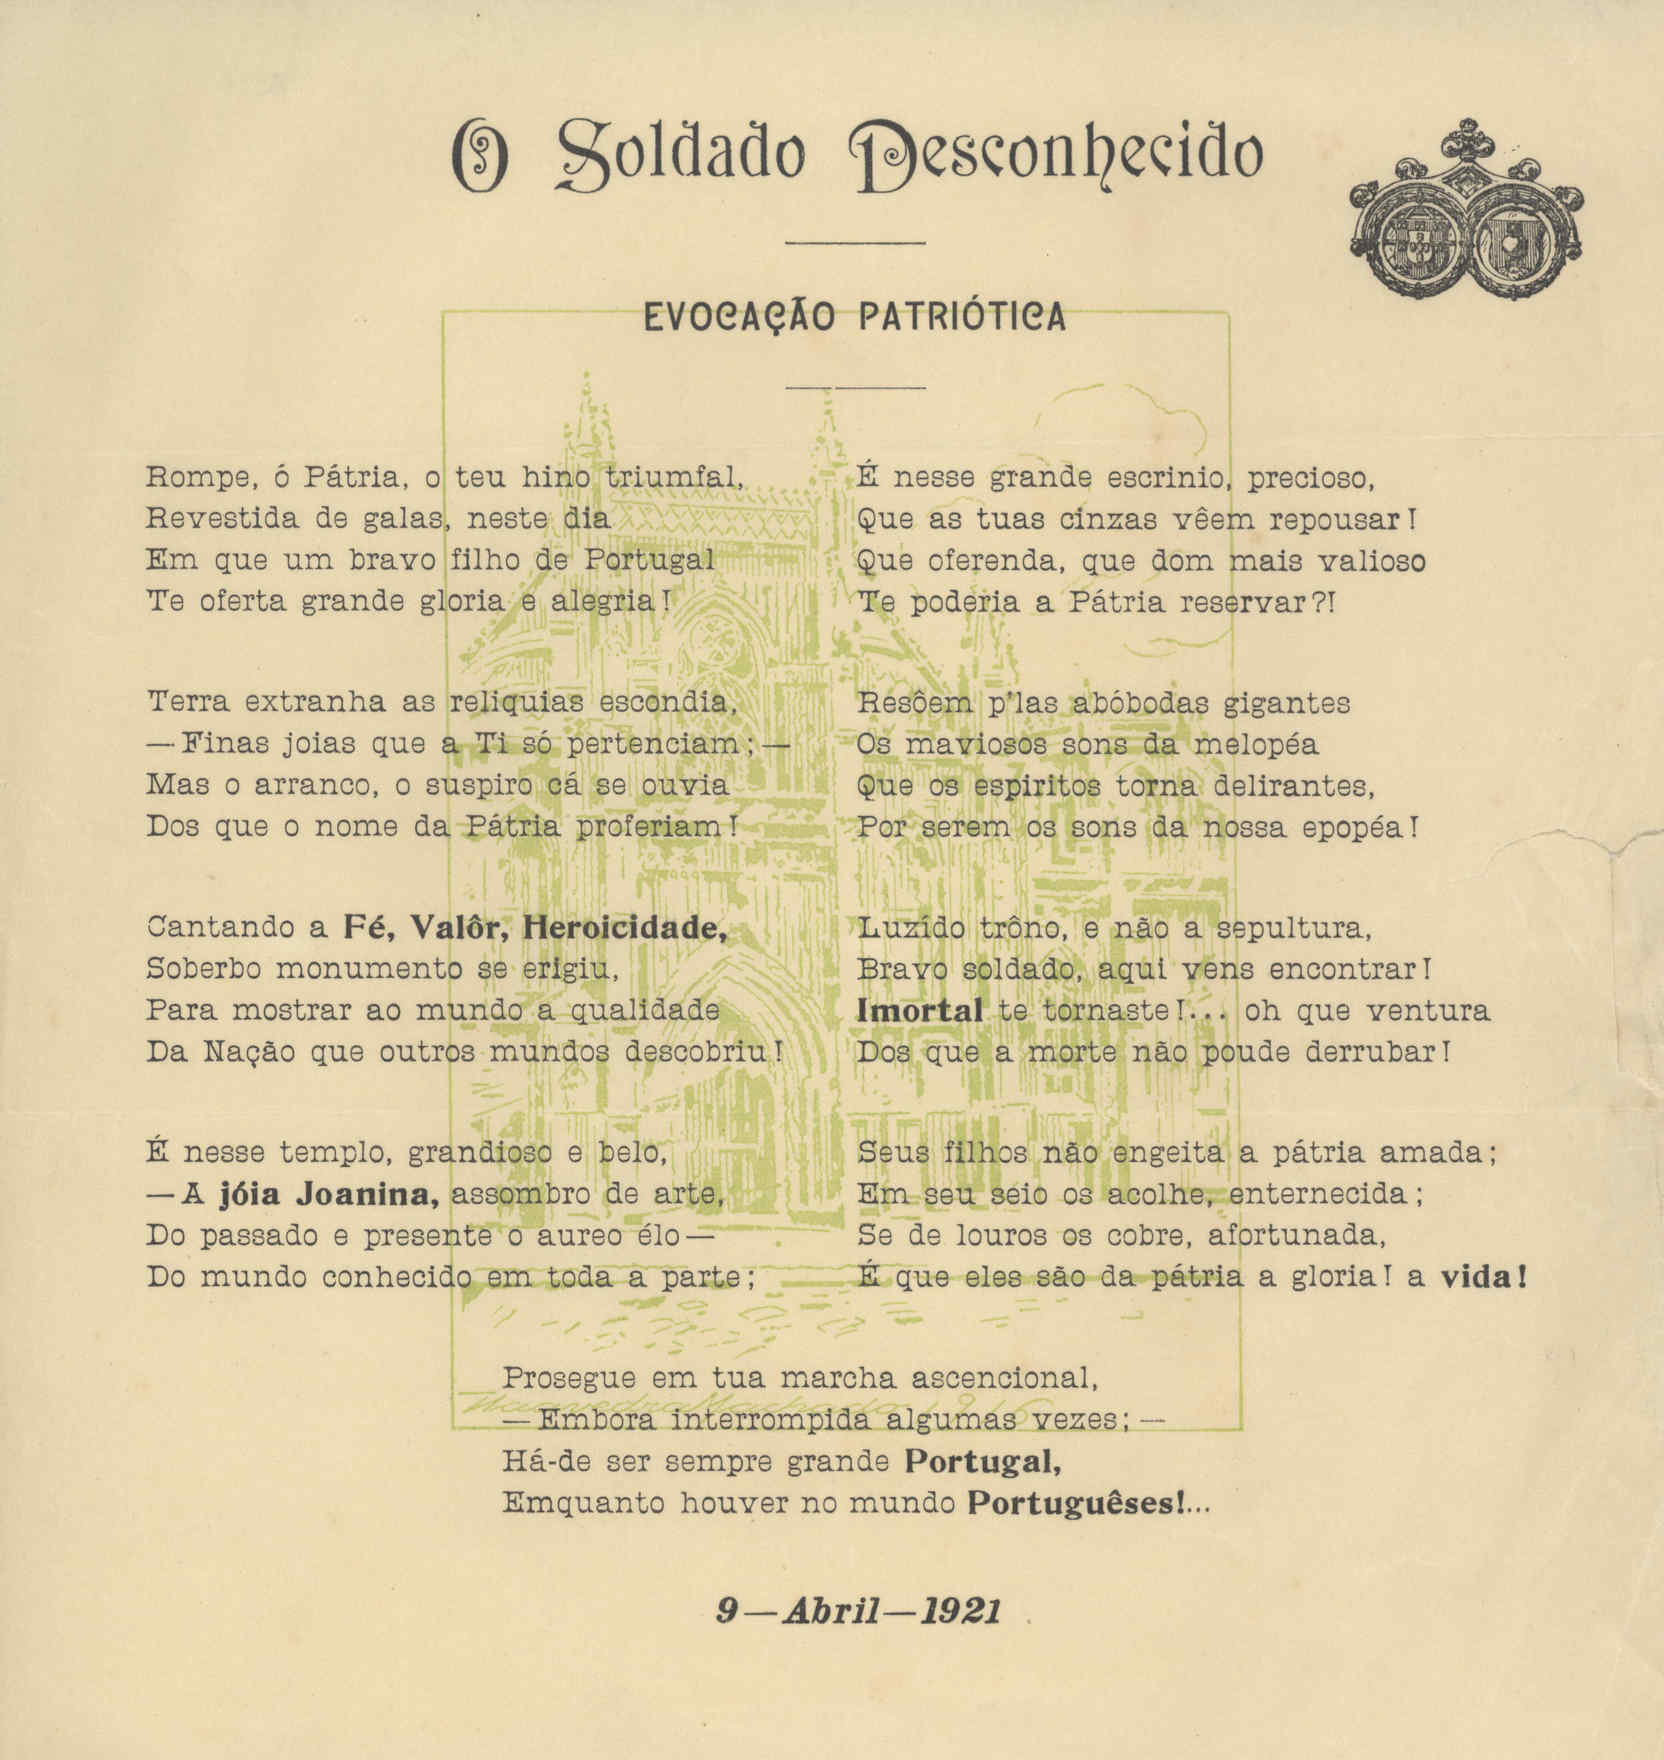 O Soldado Desconhecido
EVOCAÇÃO PATRIÓTICA
Rompe, ó Pátria, o teu hino triumfal,
Revestida de galas, neste dia
Em que um bravo filho de Portugal
Te oferta grande gloria e alegria!
Terra extranha as reliquias escondia,
—Finas joias que a Ti só pertenciam;—
Mas o arranco, o suspiro cá se ouvia
Dos que o nome da Pátria proferiam!
Cantando a Fé, Valôr, Heroicidade,
Soberbo monumento se erigiu,
Para mostrar ao mundo a qualidade
Da Nação que outros mundos descobriu!
É nesse templo, grandioso e belo,
—A jóia Joanina, assombro de arte,
Do passado e presente o aureo élo—
Do mundo conhecido em toda a parte;
É nesse grande escrinio, precioso,
Que as tuas cinzas vêem repousar!
Que oferenda, que dom mais valioso
Te poderia a Pátria reservar?!
Resôem p'las abóbodas gigantes
Os maviosos sons da melopéa
Que os espiritos torna delirantes,
Por serem os sons da nossa epopéa!
Luzído trôno, e não a sepultura,
Bravo soldado, aqui vens encontrar!
Imortal te tornaste!... oh que ventura
Dos que a morte não poude derrubar!
Seus filhos não engeita a pátria amada;
Em seu seio os acolhe, enternecida;
Se de louros os cobre, afortunada,
É que eles são da pátria a gloria! a vida!
Prosegue em tua marcha ascencional,
—Embora interrompida algumas vezes;—
Há-de ser sempre grande Portugal,
Emquanto houver no mundo Portuguêses!...
9—Abril—1921